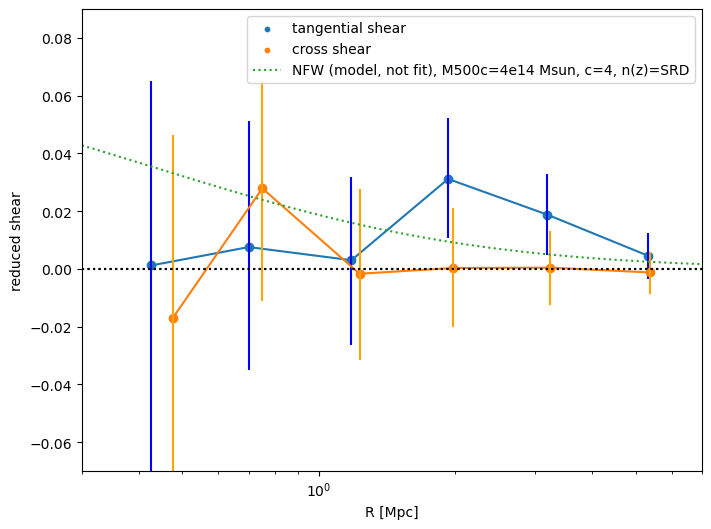 tangential shear
cross shear
NFW (model, not fit), M500c=4e14 Msun, c=4, n(z)=SRD
0.08
0.06
0.04
0.02
0.00
−0.02
−0.04
−0.06
reduced shear
10⁰
R [Mpc]